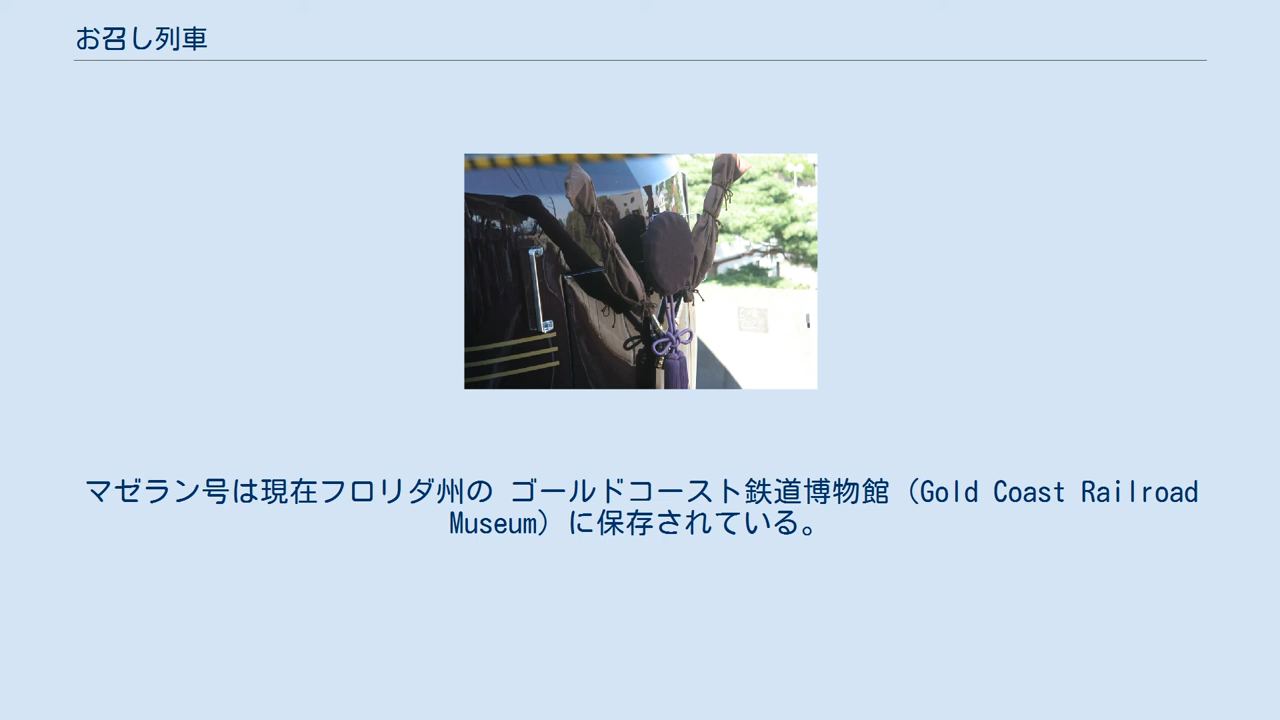 お召し列車
マゼラン号は現在フロリダ州の ゴールドコースト鉄道博物館（Gold Coast Railroad
Museum）に保存されている。